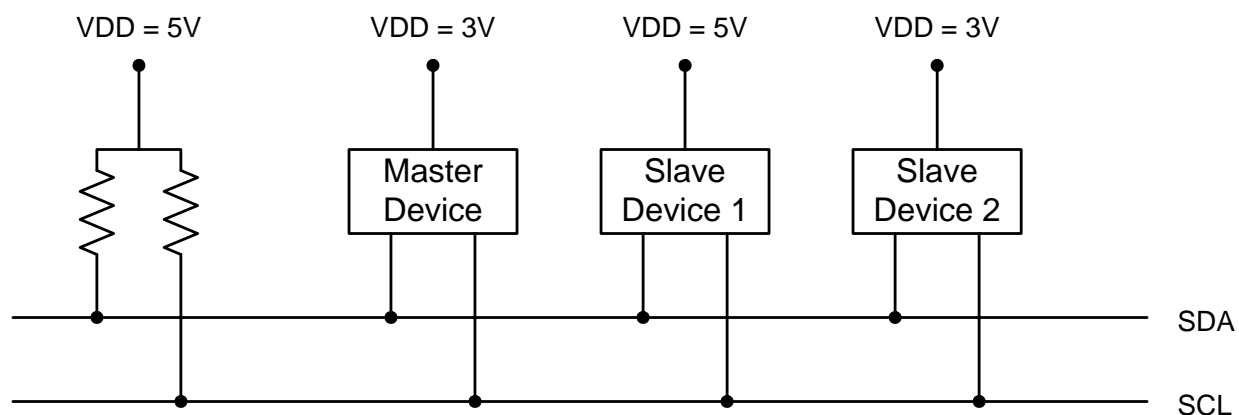 VDD = 5V
VDD = 3V
VDD = 5V
VDD = 3V
Master
Device
Slave
Device 1
Slave
Device 2
SDA
SCL